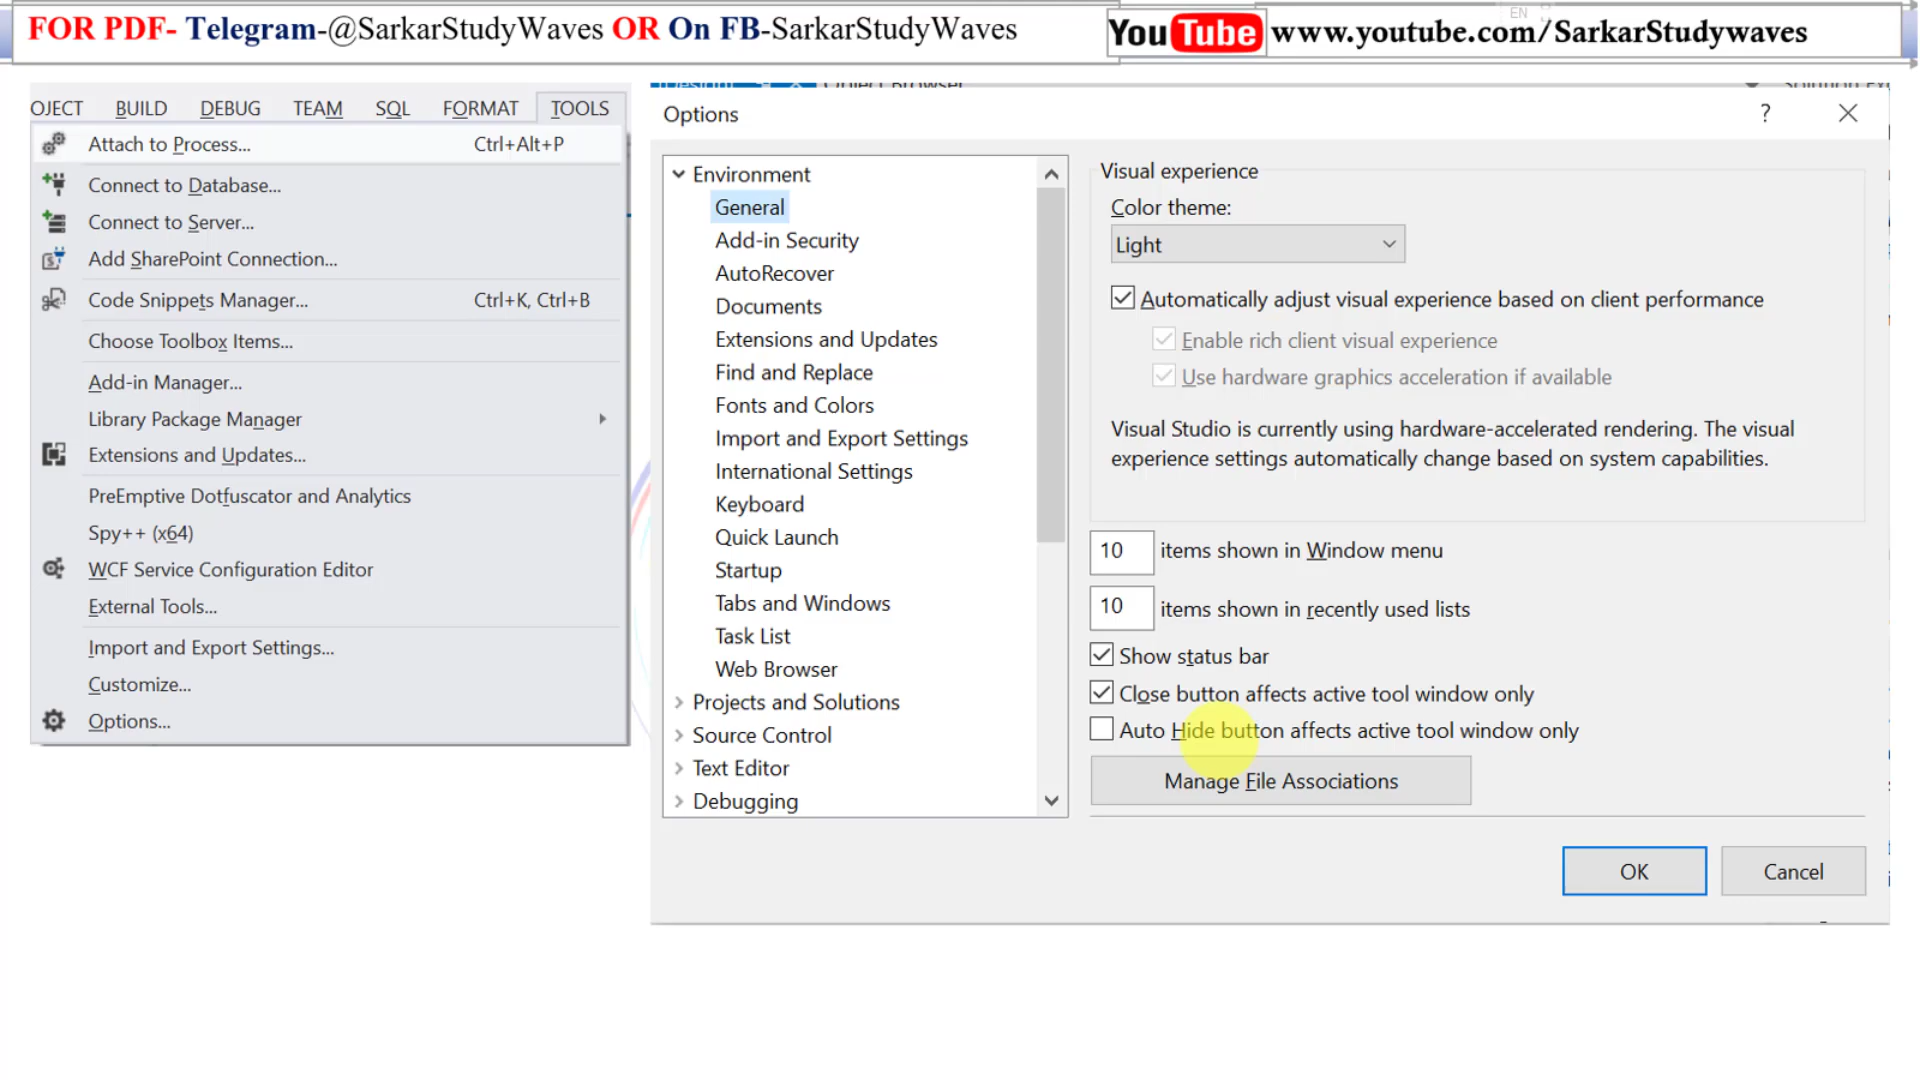 FOR PDF- Telegram-@SarkarStudyWaves OR On FB-SarkarStudyWaves
YouTube www.youtube.com/SarkarStudywaves
EN
OJECT BUILD DEBUG TEAM SQL FORMAT TOOLS
Attach to Process... Ctrl+Alt+P
Connect to Database...
Connect to Server...
Add SharePoint Connection...
Code Snippets Manager... Ctrl+K, Ctrl+B
Choose Toolbox Items...
Add-in Manager...
Library Package Manager
Extensions and Updates...
PreEmptive Dotfuscator and Analytics
Spy++ (x64)
WCF Service Configuration Editor
External Tools...
Import and Export Settings...
Customize...
Options...
Object Browser
Options
?
Environment
General
Add-in Security
AutoRecover
Documents
Extensions and Updates
Find and Replace
Fonts and Colors
Import and Export Settings
International Settings
Keyboard
Quick Launch
Startup
Tabs and Windows
Task List
Web Browser
Projects and Solutions
Source Control
Text Editor
Debugging
Visual experience
Color theme:
Light
Automatically adjust visual experience based on client performance
Enable rich client visual experience
Use hardware graphics acceleration if available
Visual Studio is currently using hardware-accelerated rendering. The visual
experience settings automatically change based on system capabilities.
10 items shown in Window menu
10 items shown in recently used lists
Show status bar
Close button affects active tool window only
Auto Hide button affects active tool window only
Manage File Associations
OK Cancel